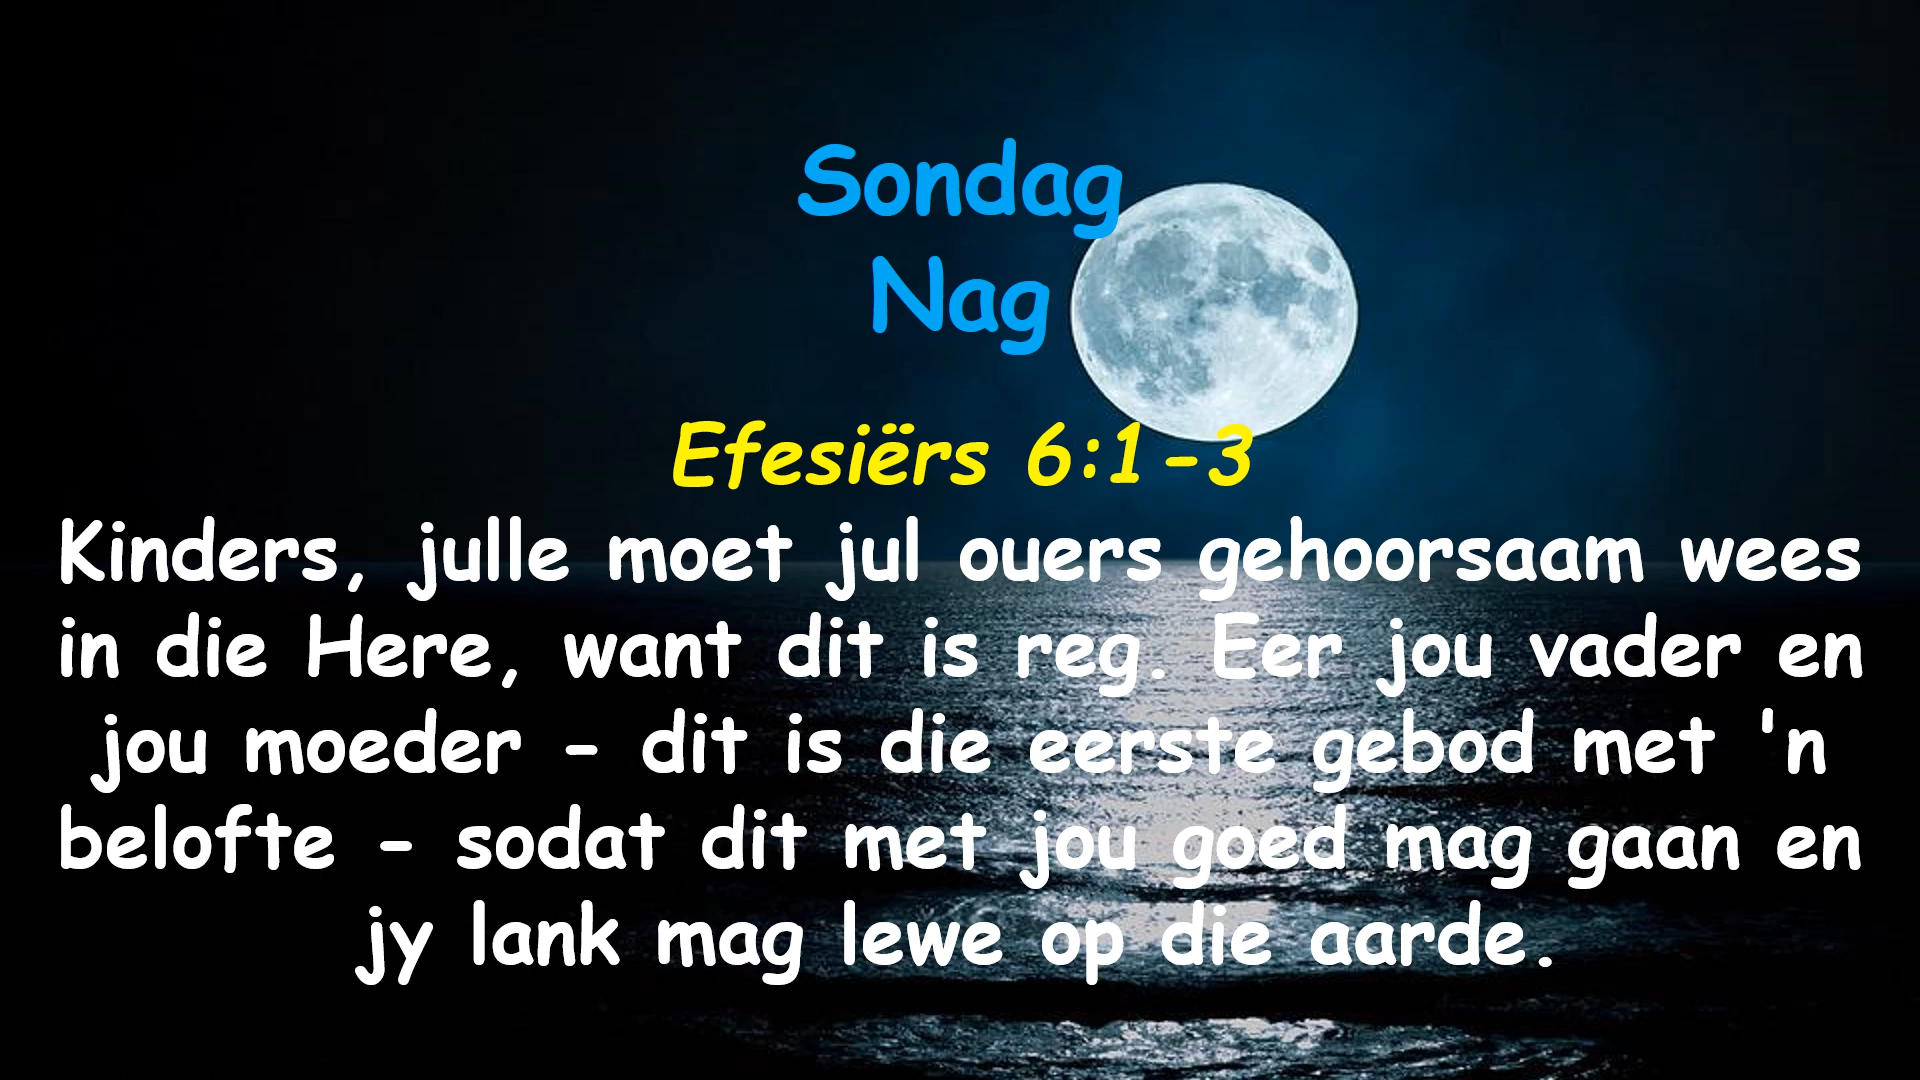 Sondag
Nag
Efesiërs 6:1-3
Kinders, julle moet jul ouers gehoorsaam wees
in die Here, want dit is reg. Eer jou vader en
jou moeder - dit is die eerste gebod met 'n
belofte - sodat dit met jou goed mag gaan en
jy lank mag lewe op die aarde.